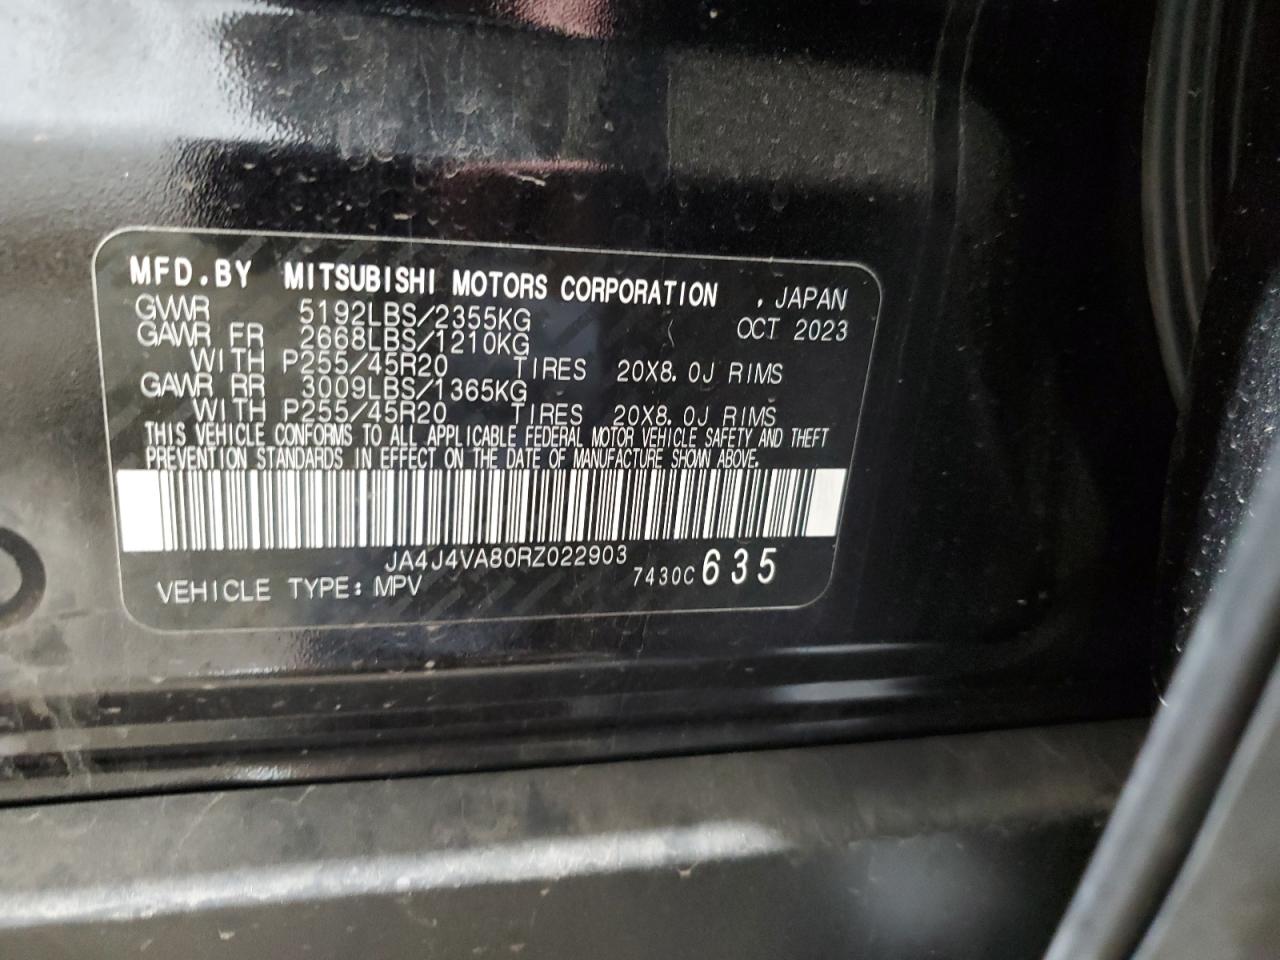 MFD.BY MITSUBISHI MOTORS CORPORATION , JAPAN
GVWR 5192LBS/2355KG OCT 2023
GAWR FR 2668LBS/1210KG
WITH P255/45R20 TIRES 20X8.0J RIMS
GAWR RR 3009LBS/1365KG
WITH P255/45R20 TIRES 20X8.0J RIMS
THIS VEHICLE CONFORMS TO ALL APPLICABLE FEDERAL MOTOR VEHICLE SAFETY AND THEFT
PREVENTION STANDARDS IN EFFECT ON THE DATE OF MANUFACTURE SHOWN ABOVE.
JA4J4VA80RZ022903
VEHICLE TYPE: MPV 7430C 635